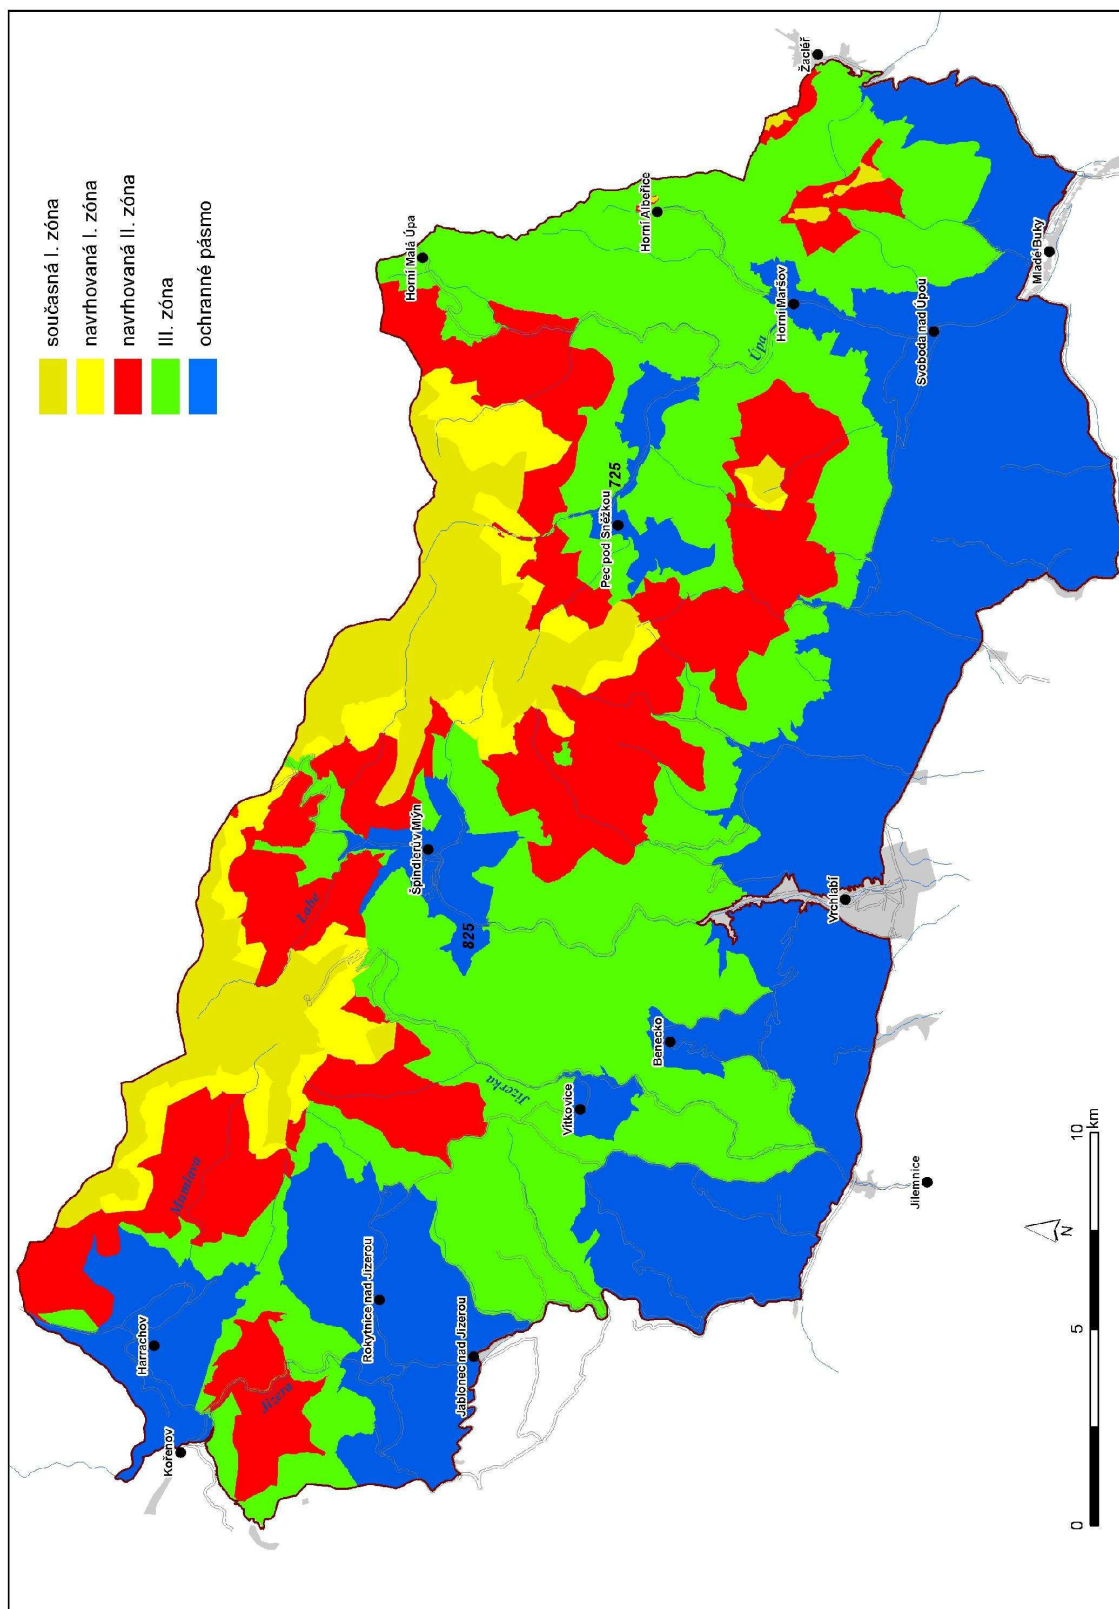 současná I. zóna
navrhovaná I. zóna
navrhovaná II. zóna
III. zóna
ochranné pásmo
Kořenov
Harrachov
Mumlava
Jizera
Rokytnice nad Jizerou
Jablonec nad Jizerou
Labe
Špindlerův Mlýn
825
Jizerka
Vítkovice
Benecko
Vrchlabí
Jilemnice
Horní Malá Úpa
Pec pod Sněžkou
725
Úpa
Horní Albeřice
Horní Maršov
Svoboda nad Úpou
Mladé Buky
Žacléř
N
0 5 10
km